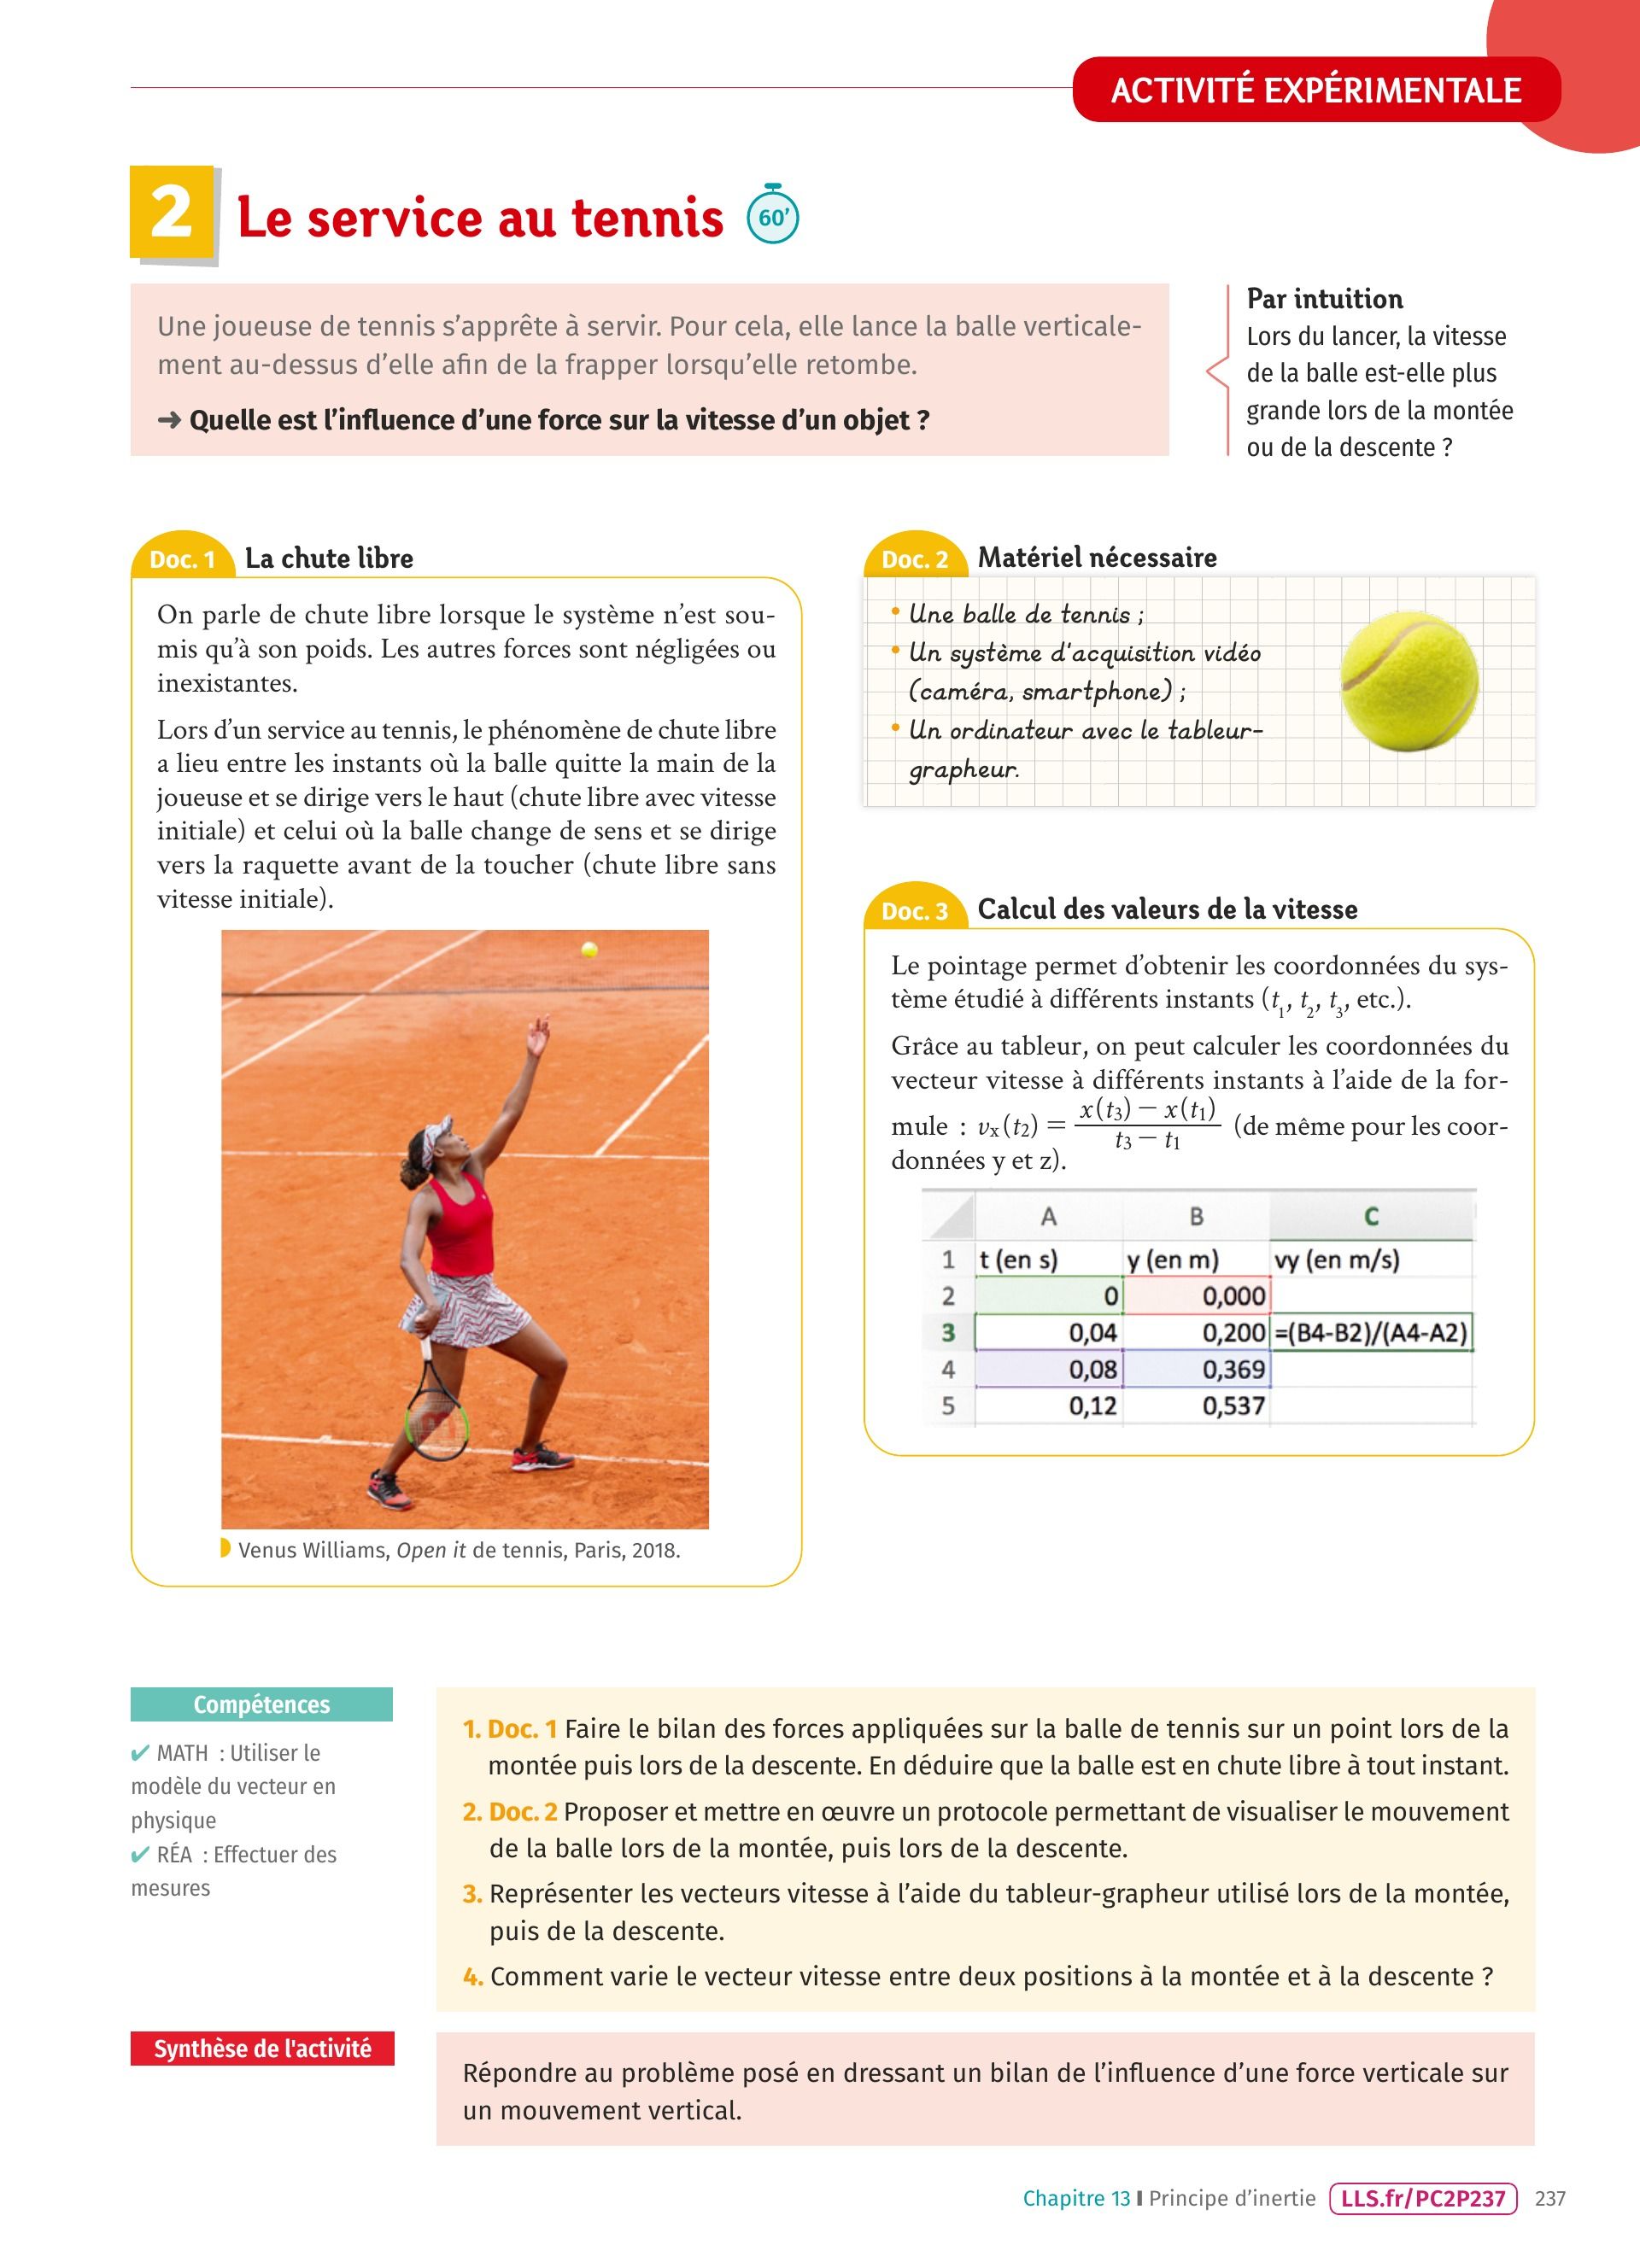 ACTIVITÉ EXPÉRIMENTALE
2 Le service au tennis 60’
Une joueuse de tennis s’apprête à servir. Pour cela, elle lance la balle verticale-
ment au-dessus d’elle afin de la frapper lorsqu’elle retombe.
➜ Quelle est l’influence d’une force sur la vitesse d’un objet ?
Par intuition
Lors du lancer, la vitesse
de la balle est-elle plus
grande lors de la montée
ou de la descente ?
Doc. 1 La chute libre
On parle de chute libre lorsque le système n’est sou-
mis qu’à son poids. Les autres forces sont négligées ou
inexistantes.
Lors d’un service au tennis, le phénomène de chute libre
a lieu entre les instants où la balle quitte la main de la
joueuse et se dirige vers le haut (chute libre avec vitesse
initiale) et celui où la balle change de sens et se dirige
vers la raquette avant de la toucher (chute libre sans
vitesse initiale).
Venus Williams, Open it de tennis, Paris, 2018.
Doc. 2 Matériel nécessaire
• Une balle de tennis ;
• Un système d'acquisition vidéo
(caméra, smartphone) ;
• Un ordinateur avec le tableur-
grapheur.
Doc. 3 Calcul des valeurs de la vitesse
Le pointage permet d’obtenir les coordonnées du sys-
tème étudié à différents instants (t₁, t₂, t₃, etc.).
Grâce au tableur, on peut calculer les coordonnées du
vecteur vitesse à différents instants à l’aide de la for-
mule : vₓ(t₂) = (x(t₃) − x(t₁))/(t₃ − t₁) (de même pour les coor-
données y et z).
A B C
1 t (en s) y (en m) vy (en m/s)
2 0 0,000
3 0,04 0,200 =(B4-B2)/(A4-A2)
4 0,08 0,369
5 0,12 0,537
Compétences
✔ MATH : Utiliser le
modèle du vecteur en
physique
✔ RÉA : Effectuer des
mesures
1. Doc. 1 Faire le bilan des forces appliquées sur la balle de tennis sur un point lors de la
montée puis lors de la descente. En déduire que la balle est en chute libre à tout instant.
2. Doc. 2 Proposer et mettre en œuvre un protocole permettant de visualiser le mouvement
de la balle lors de la montée, puis lors de la descente.
3. Représenter les vecteurs vitesse à l’aide du tableur-grapheur utilisé lors de la montée,
puis de la descente.
4. Comment varie le vecteur vitesse entre deux positions à la montée et à la descente ?
Synthèse de l'activité
Répondre au problème posé en dressant un bilan de l’influence d’une force verticale sur
un mouvement vertical.
Chapitre 13 I Principe d’inertie LLS.fr/PC2P237 237